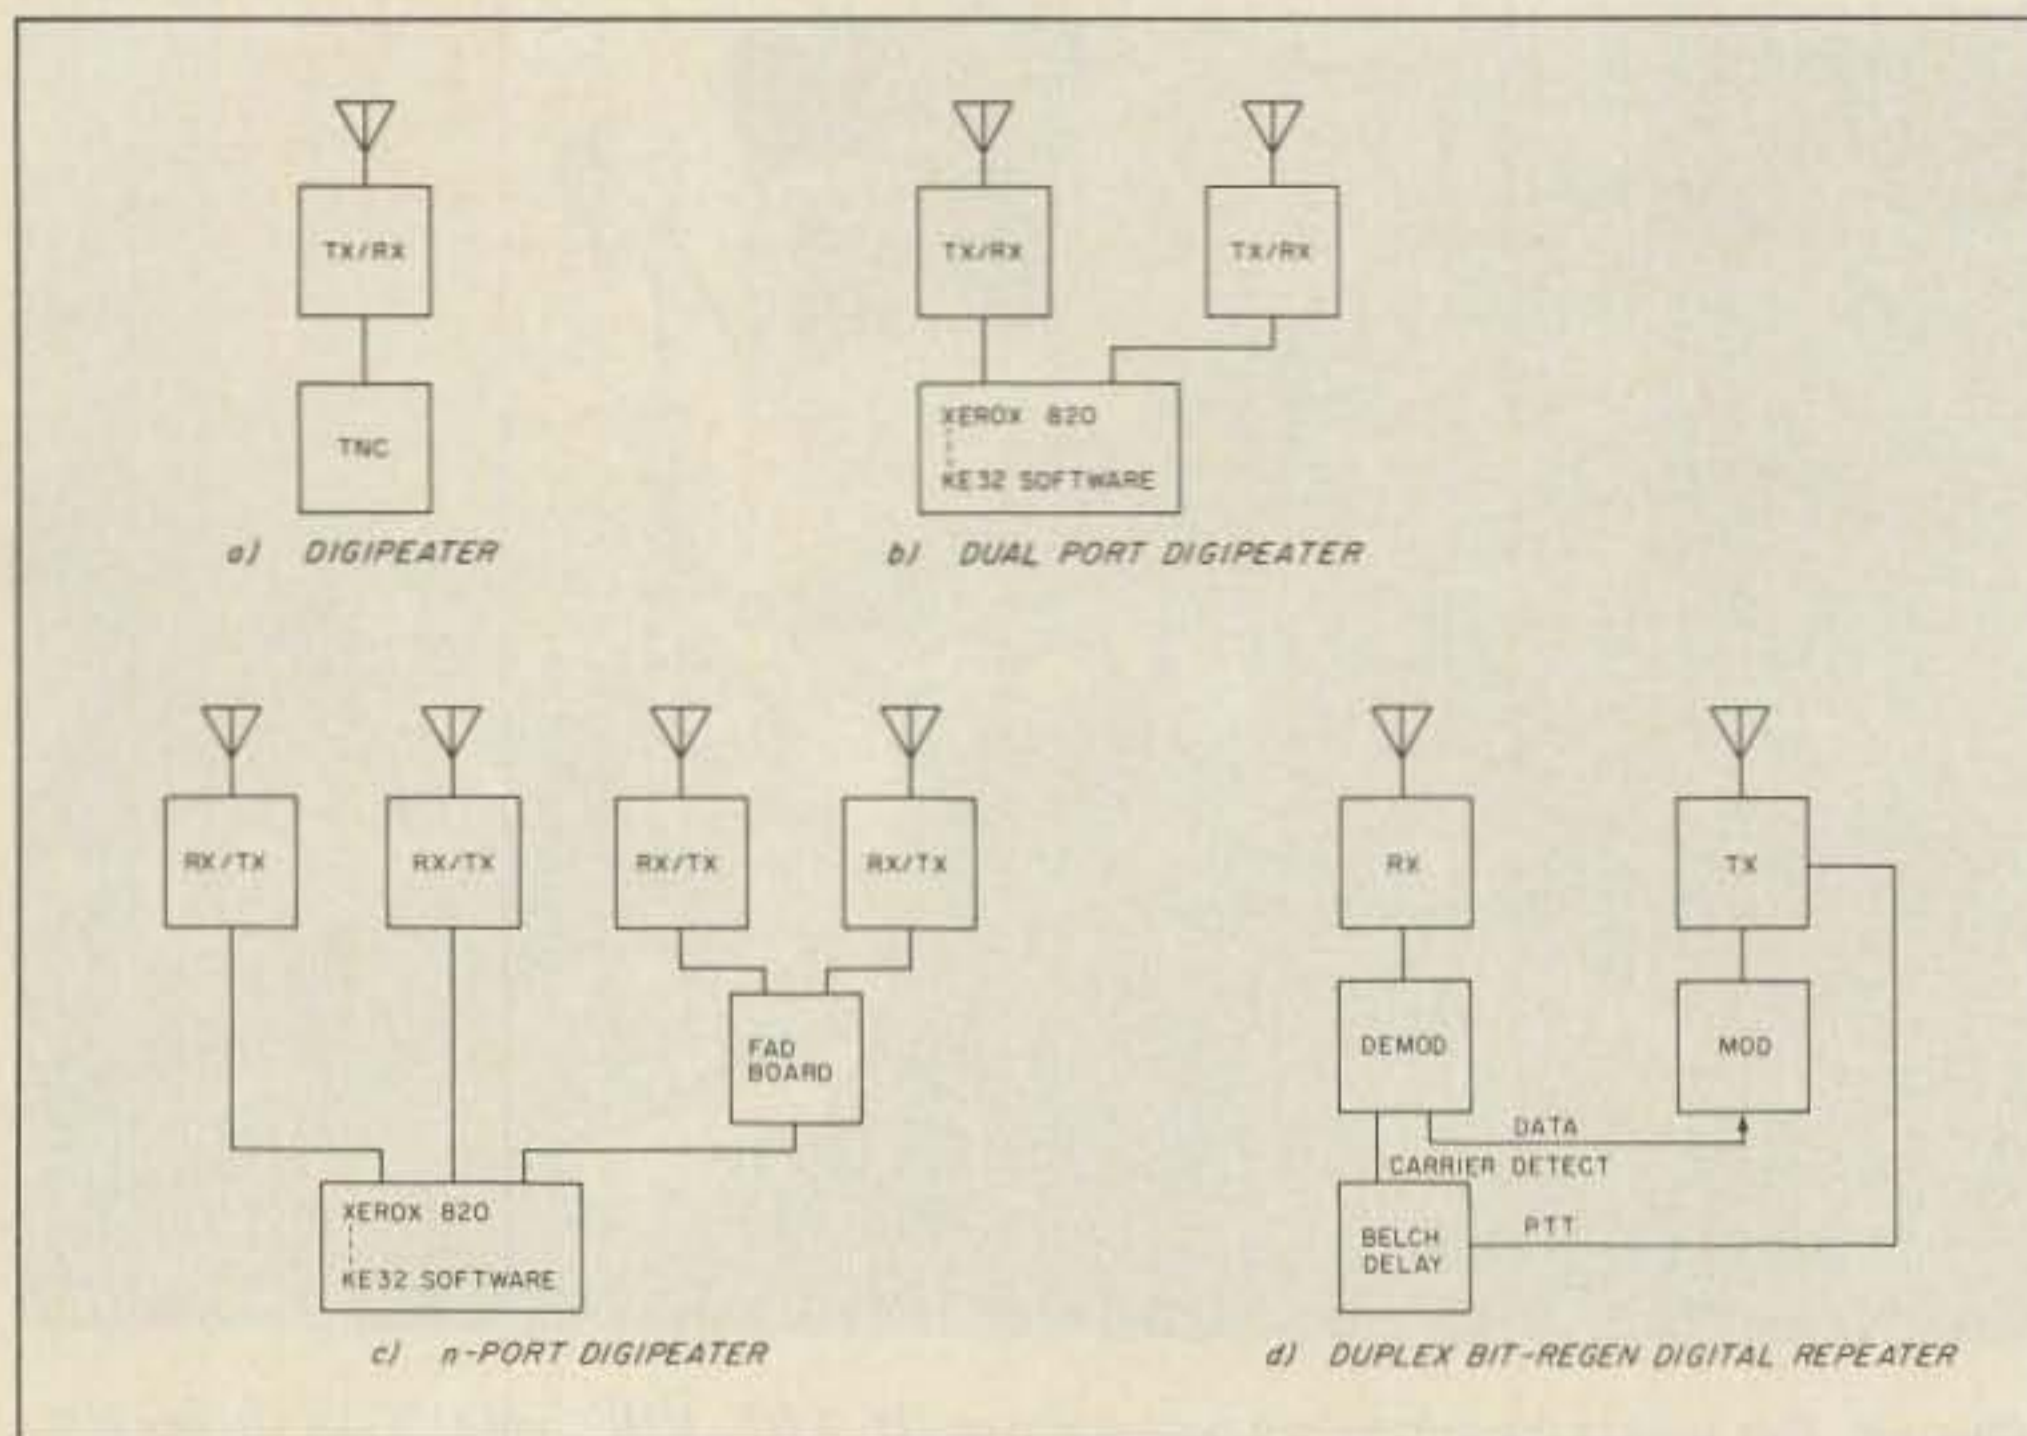 TX/RX
TNC
a) DIGIPEATER
TX/RX
TX/RX
XEROX 820
KE32 SOFTWARE
b) DUAL PORT DIGIPEATER
RX/TX
RX/TX
RX/TX
RX/TX
FAD
BOARD
XEROX 820
KE32 SOFTWARE
c) n-PORT DIGIPEATER
RX
TX
DEMOD
MOD
DATA
CARRIER DETECT
BELCH
DELAY
PTT
d) DUPLEX BIT-REGEN DIGITAL REPEATER